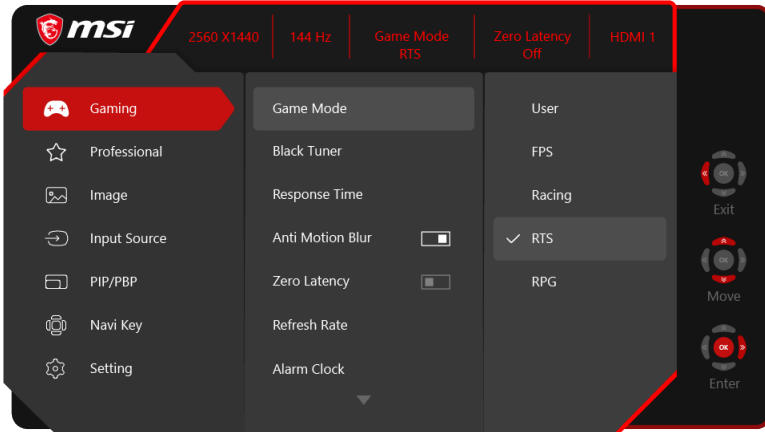 msi
2560 X1440
144 Hz
Game Mode
RTS
Zero Latency
Off
HDMI 1
Gaming
Professional
Image
Input Source
PIP/PBP
Navi Key
Setting
Game Mode
Black Tuner
Response Time
Anti Motion Blur
Zero Latency
Refresh Rate
Alarm Clock
User
FPS
Racing
RTS
RPG
OK
Exit
OK
Move
OK
Enter